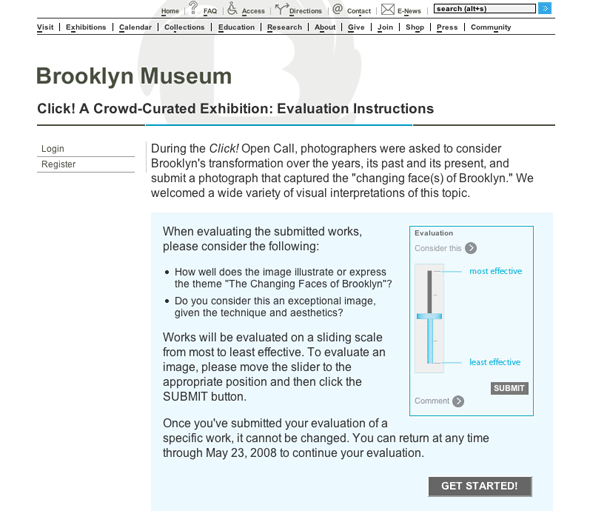 Home FAQ Access Directions Contact E-News search (alt+s)
Visit Exhibitions Calendar Collections Education Research About Give Join Shop Press Community
Brooklyn Museum
Click! A Crowd-Curated Exhibition: Evaluation Instructions
Login
Register
During the Click! Open Call, photographers were asked to consider
Brooklyn's transformation over the years, its past and its present, and
submit a photograph that captured the "changing face(s) of Brooklyn." We
welcomed a wide variety of visual interpretations of this topic.
When evaluating the submitted works,
please consider the following:
• How well does the image illustrate or express
the theme "The Changing Faces of Brooklyn"?
• Do you consider this an exceptional image,
given the technique and aesthetics?
Works will be evaluated on a sliding scale
from most to least effective. To evaluate an
image, please move the slider to the
appropriate position and then click the
SUBMIT button.
Once you've submitted your evaluation of a
specific work, it cannot be changed. You can return at any time
through May 23, 2008 to continue your evaluation.
Evaluation
Consider this
most effective
least effective
SUBMIT
Comment
GET STARTED!